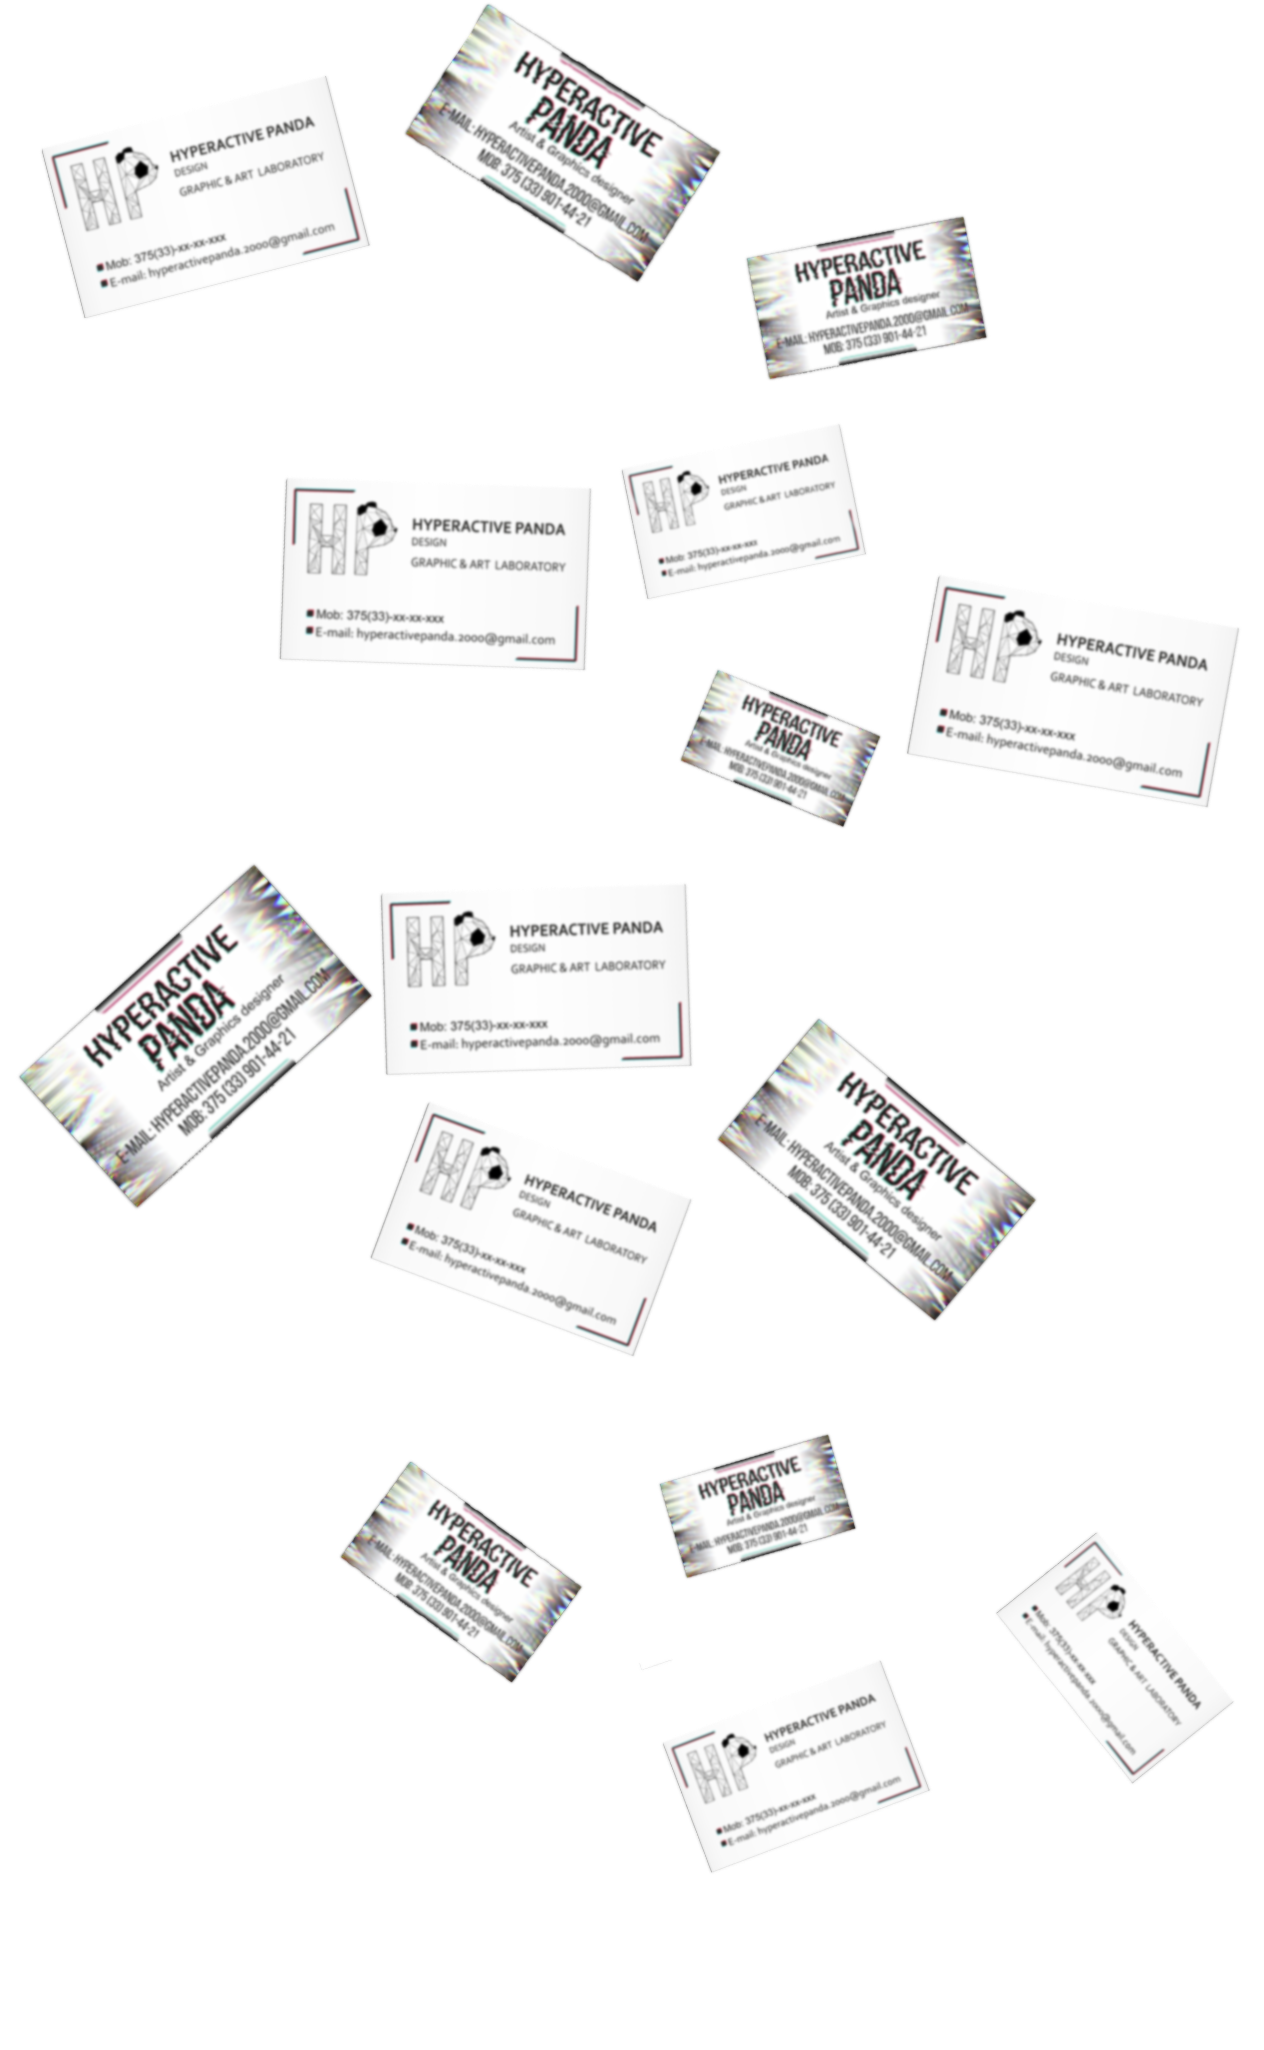 HP
HYPERACTIVE PANDA
DESIGN
GRAPHIC & ART LABORATORY
Mob: 375(33)-xx-xx-xxx
E-mail: hyperactivepanda.2000@gmail.com
HYPERACTIVE
PANDA
Artist & Graphics designer
E-MAIL: HYPERACTIVEPANDA.2000@GMAIL.COM
MOB: 375 (33) 901-44-21
HYPERACTIVE
PANDA
Artist & Graphics designer
E-MAIL: HYPERACTIVEPANDA.2000@GMAIL.COM
MOB: 375 (33) 901-44-21
HP
HYPERACTIVE PANDA
DESIGN
GRAPHIC & ART LABORATORY
Mob: 375(33)-xx-xx-xxx
E-mail: hyperactivepanda.2000@gmail.com
HP
HYPERACTIVE PANDA
DESIGN
GRAPHIC & ART LABORATORY
Mob: 375(33)-xx-xx-xxx
E-mail: hyperactivepanda.2000@gmail.com
HP
HYPERACTIVE PANDA
DESIGN
GRAPHIC & ART LABORATORY
Mob: 375(33)-xx-xx-xxx
E-mail: hyperactivepanda.2000@gmail.com
HYPERACTIVE
PANDA
Artist & Graphics designer
E-MAIL: HYPERACTIVEPANDA.2000@GMAIL.COM
MOB: 375 (33) 901-44-21
HYPERACTIVE
PANDA
Artist & Graphics designer
E-MAIL: HYPERACTIVEPANDA.2000@GMAIL.COM
MOB: 375 (33) 901-44-21
HP
HYPERACTIVE PANDA
DESIGN
GRAPHIC & ART LABORATORY
Mob: 375(33)-xx-xx-xxx
E-mail: hyperactivepanda.2000@gmail.com
HYPERACTIVE
PANDA
Artist & Graphics designer
E-MAIL: HYPERACTIVEPANDA.2000@GMAIL.COM
MOB: 375 (33) 901-44-21
HP
HYPERACTIVE PANDA
DESIGN
GRAPHIC & ART LABORATORY
Mob: 375(33)-xx-xx-xxx
E-mail: hyperactivepanda.2000@gmail.com
HYPERACTIVE
PANDA
Artist & Graphics designer
E-MAIL: HYPERACTIVEPANDA.2000@GMAIL.COM
MOB: 375 (33) 901-44-21
HYPERACTIVE
PANDA
Artist & Graphics designer
E-MAIL: HYPERACTIVEPANDA.2000@GMAIL.COM
MOB: 375 (33) 901-44-21
HP
HYPERACTIVE PANDA
DESIGN
GRAPHIC & ART LABORATORY
Mob: 375(33)-xx-xx-xxx
E-mail: hyperactivepanda.2000@gmail.com
HP
HYPERACTIVE PANDA
DESIGN
GRAPHIC & ART LABORATORY
Mob: 375(33)-xx-xx-xxx
E-mail: hyperactivepanda.2000@gmail.com